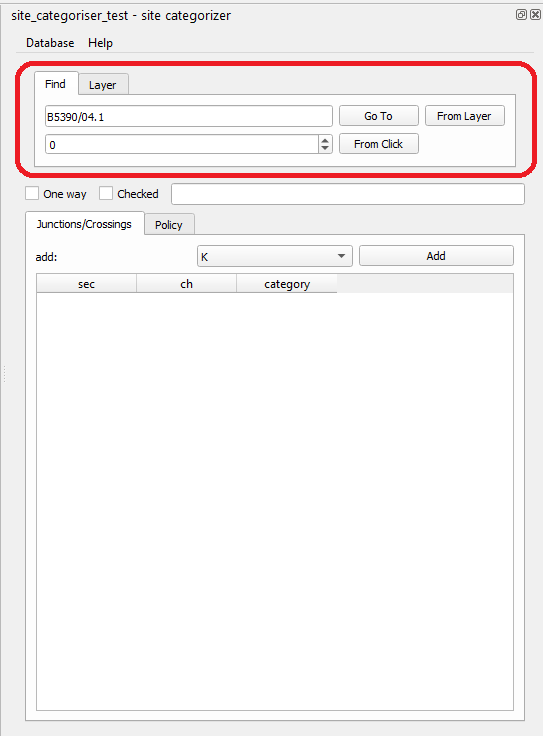 site_categoriser_test - site categorizer
Database Help
Find Layer
B5390/04.1 Go To From Layer
0 From Click
One way Checked
Junctions/Crossings Policy
add: K Add
sec ch category